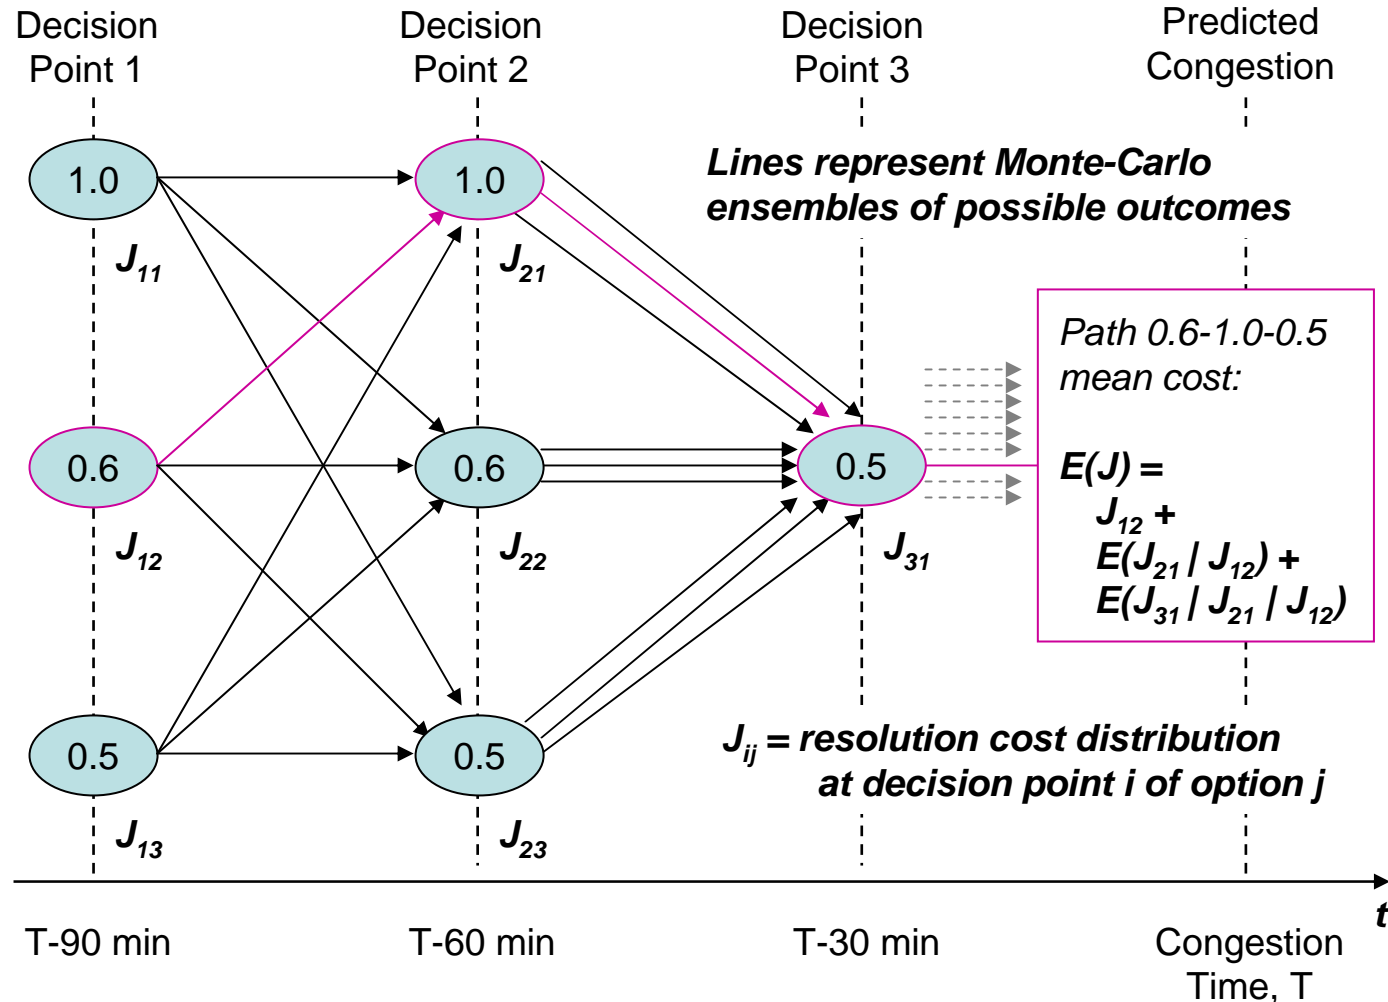 Decision
Point 1
Decision
Point 2
Decision
Point 3
Predicted
Congestion
1.0
1.0
Lines represent Monte-Carlo
ensembles of possible outcomes
J11
J21
Path 0.6-1.0-0.5
mean cost:
0.6
0.6
0.5
E(J) =
J12 +
E(J21 | J12) +
E(J31 | J21 | J12)
J12
J22
J31
0.5
0.5
Jij = resolution cost distribution
at decision point i of option j
J13
J23
t
T-90 min
T-60 min
T-30 min
Congestion
Time, T